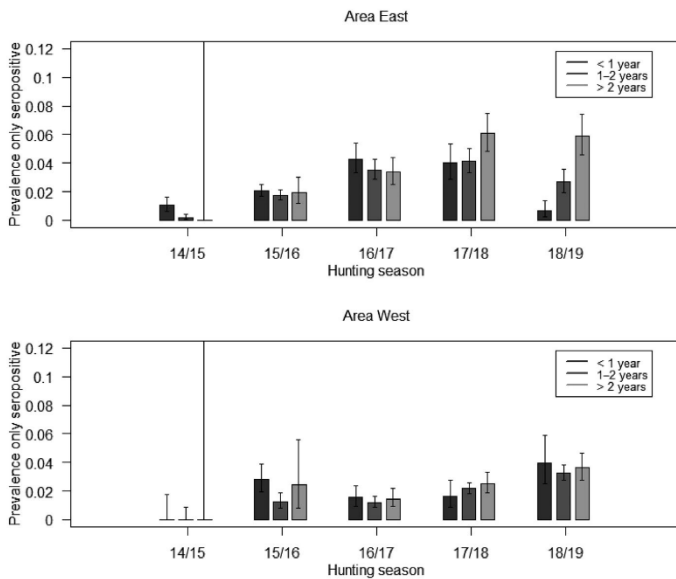 Area East
Prevalence only seropositive
0.12
0.1
0.08
0.06
0.04
0.02
0
< 1 year
1–2 years
> 2 years
14/15 15/16 16/17 17/18 18/19
Hunting season
Area West
Prevalence only seropositive
0.12
0.1
0.08
0.06
0.04
0.02
0
< 1 year
1–2 years
> 2 years
14/15 15/16 16/17 17/18 18/19
Hunting season